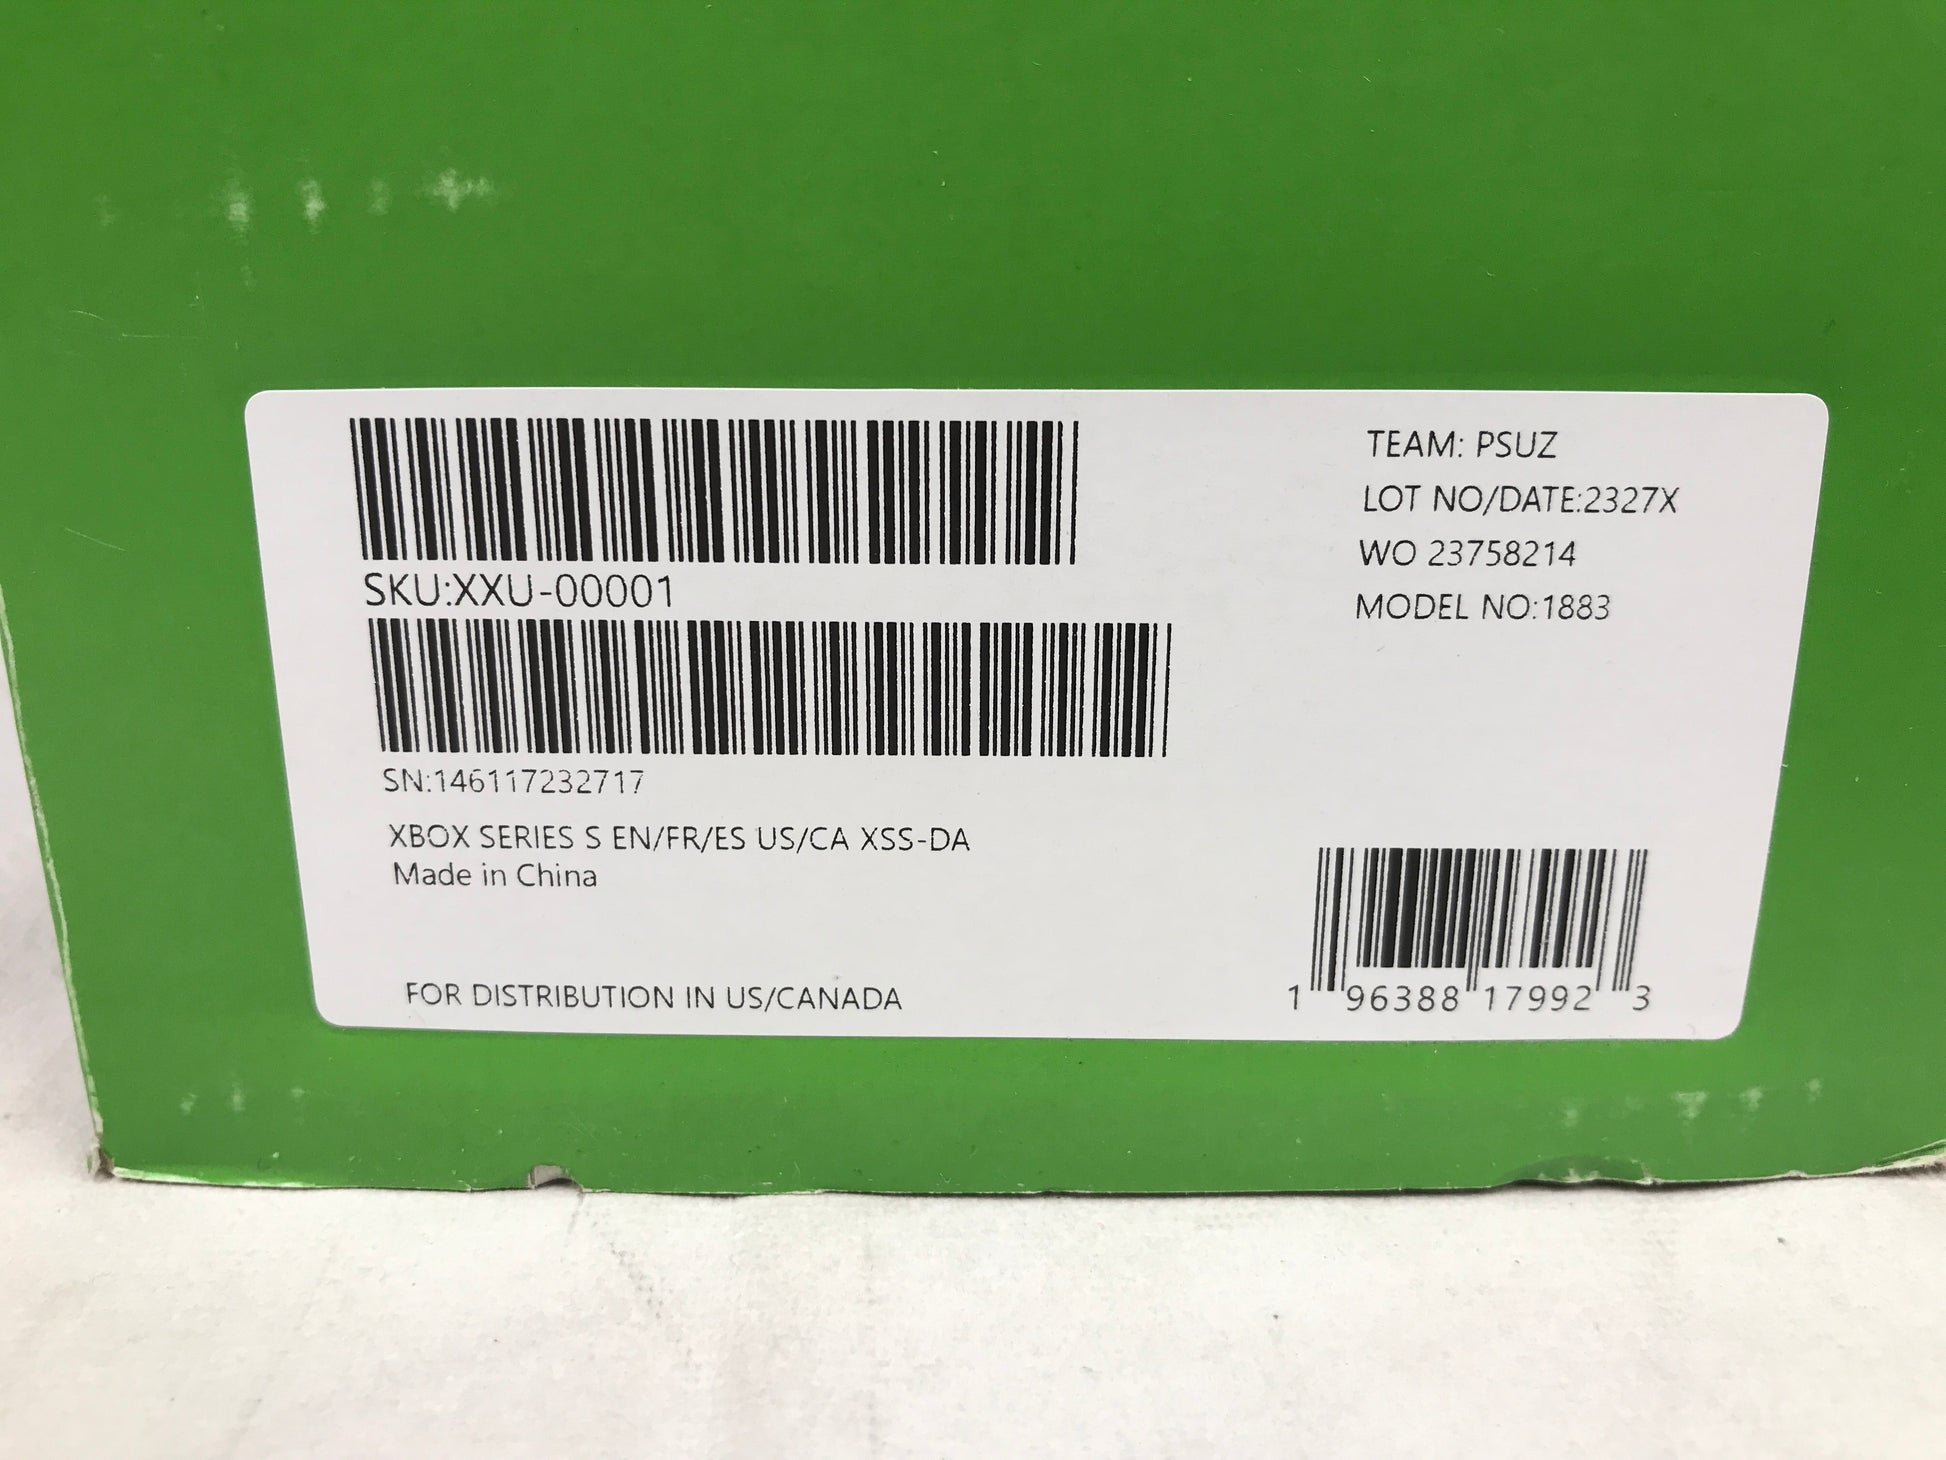 SKU:XXU-00001
SN:146117232717
XBOX SERIES S EN/FR/ES US/CA XSS-DA
Made in China
FOR DISTRIBUTION IN US/CANADA
TEAM: PSUZ
LOT NO/DATE:2327X
WO 23758214
MODEL NO:1883
1 96388 17992 3